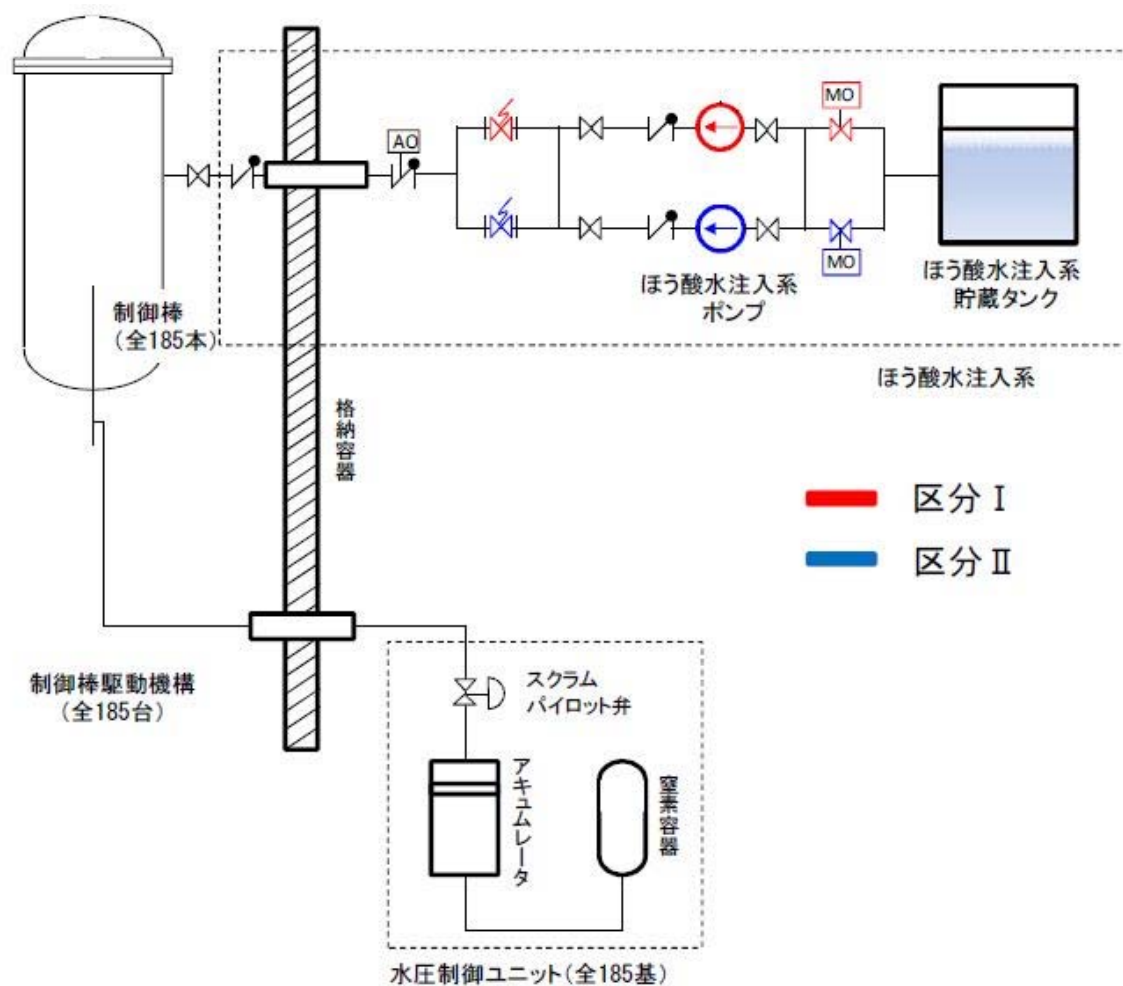 MO
AO
MO
ほう酸水注入系
ポンプ
ほう酸水注入系
貯蔵タンク
制御棒
(全185本)
ほう酸水注入系
格納容器
区分Ⅰ
区分Ⅱ
制御棒駆動機構
(全185台)
スクラム
パイロット弁
アキュムレータ
窒素容器
水圧制御ユニット(全185基)